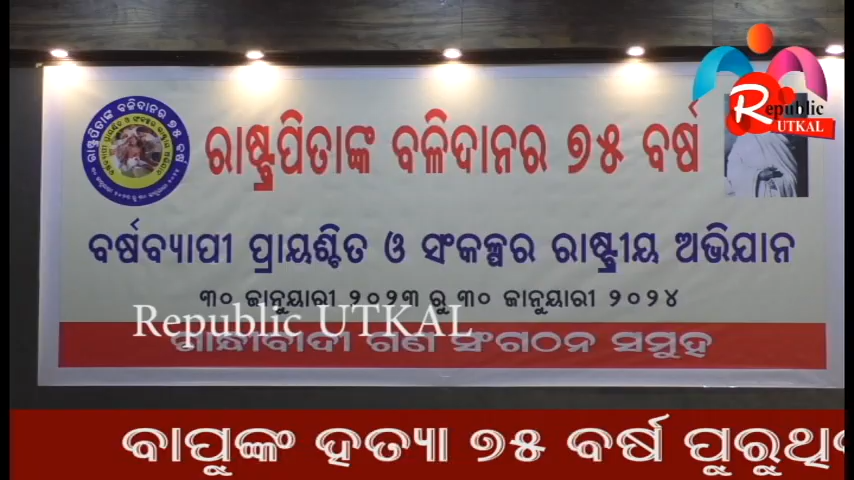 Republic
UTKAL
ରାଷ୍ଟ୍ରପିତାଙ୍କ ବଳିଦାନର ୭୫ ବର୍ଷ
ବର୍ଷବ୍ୟାପୀ ପ୍ରାୟଶ୍ଚିତ ଓ ସଂକଳ୍ପର ରାଷ୍ଟ୍ରୀୟ ଅଭିଯାନ
୩୦ ଜାନୁୟାରୀ ୨୦୨୩ ରୁ ୩୦ ଜାନୁୟାରୀ ୨୦୨୪
Republic UTKAL
ଗାନ୍ଧୀବାଦୀ ଗଣ ସଂଗଠନ ସମୁହ
ବାପୁଙ୍କ ହତ୍ୟା ୭୫ ବର୍ଷ ପୁରୁଥି